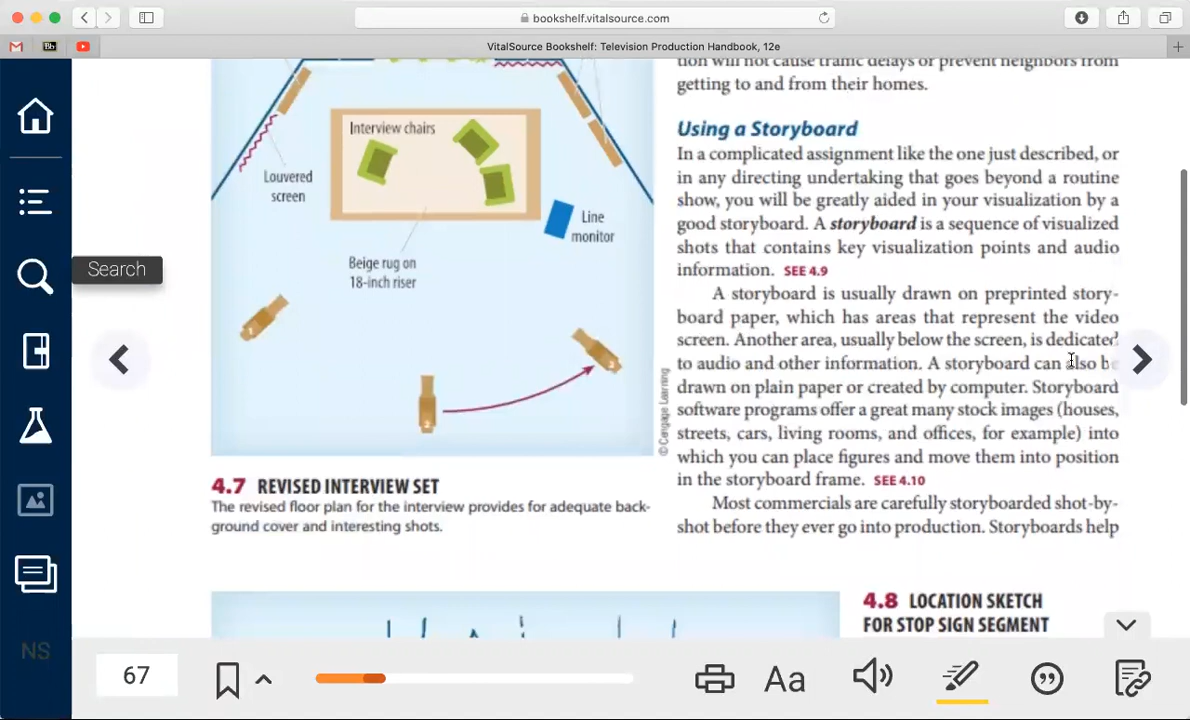 bookshelf.vitalsource.com
Bb
VitalSource Bookshelf: Television Production Handbook, 12e
Search
NS
Interview chairs
Louvered
screen
Line
monitor
Beige rug on
18-inch riser
1
2
3
© Cengage Learning
4.7 REVISED INTERVIEW SET
The revised floor plan for the interview provides for adequate back-
ground cover and interesting shots.
tion will not cause traffic delays or prevent neighbors from
getting to and from their homes.
Using a Storyboard
In a complicated assignment like the one just described, or
in any directing undertaking that goes beyond a routine
show, you will be greatly aided in your visualization by a
good storyboard. A storyboard is a sequence of visualized
shots that contains key visualization points and audio
information. SEE 4.9
A storyboard is usually drawn on preprinted story-
board paper, which has areas that represent the video
screen. Another area, usually below the screen, is dedicated
to audio and other information. A storyboard can also be
drawn on plain paper or created by computer. Storyboard
software programs offer a great many stock images (houses,
streets, cars, living rooms, and offices, for example) into
which you can place figures and move them into position
in the storyboard frame. SEE 4.10
Most commercials are carefully storyboarded shot-by-
shot before they ever go into production. Storyboards help
4.8 LOCATION SKETCH
FOR STOP SIGN SEGMENT
67
Aa